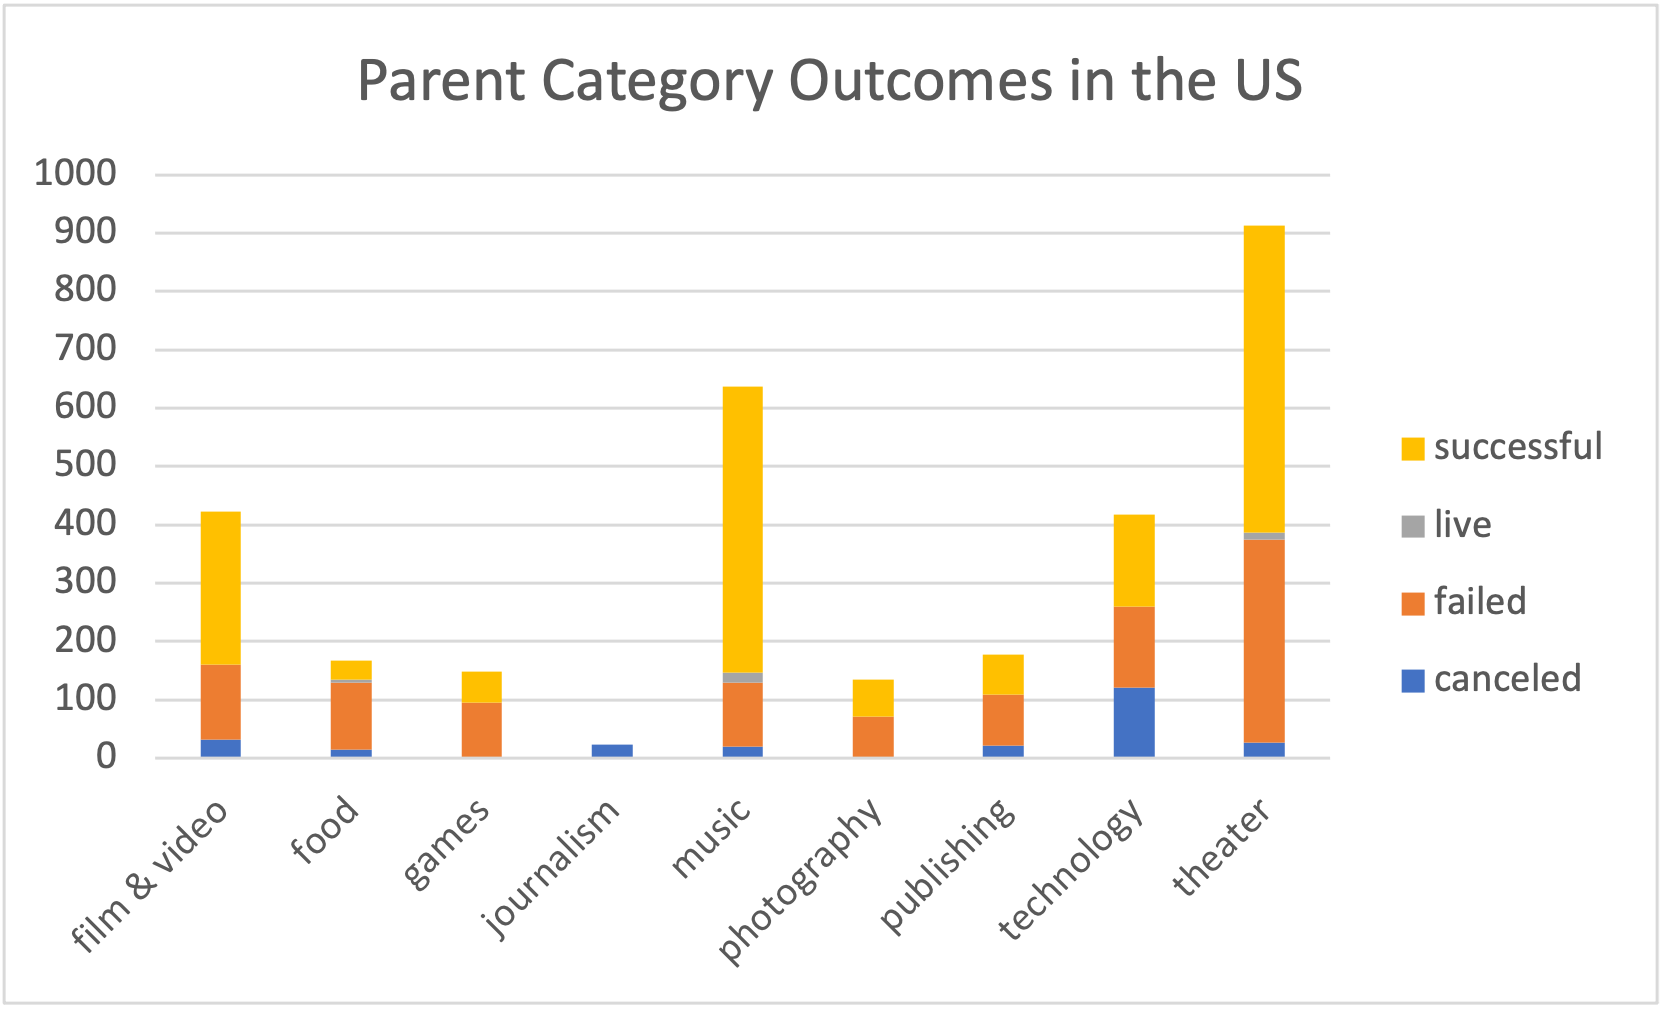 Parent Category Outcomes in the US
1000
900
800
700
600
500
400
300
200
100
0
successful
live
failed
canceled
film & video
food
games
journalism
music
photography
publishing
technology
theater